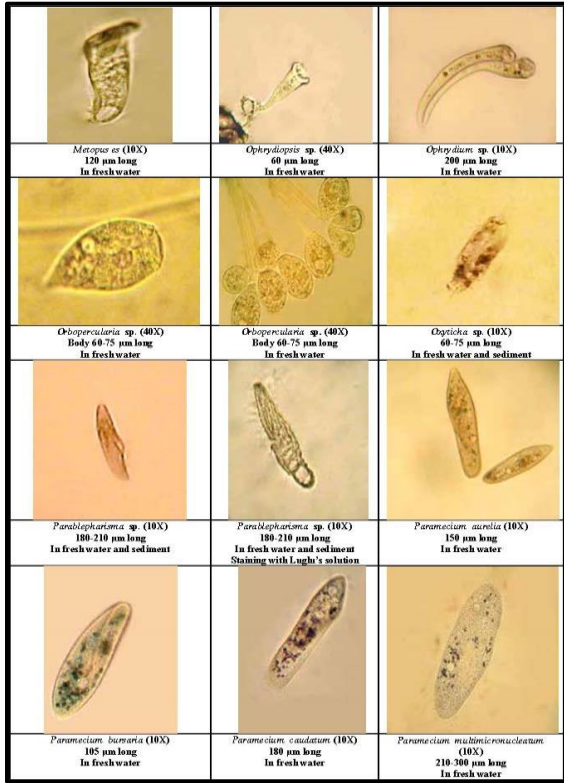 Metopus es (10X)
120 µm long
In fresh water
Ophrydiopsis sp. (40X)
60 µm long
In fresh water
Ophrydium sp. (10X)
200 µm long
In fresh water
Orbopercularia sp. (40X)
Body 60-75 µm long
In fresh water
Orbopercularia sp. (40X)
Body 60-75 µm long
In fresh water
Oxyticha sp. (10X)
60-75 µm long
In fresh water and sediment
Parablepharisma sp. (10X)
180-210 µm long
In fresh water and sediment
Parablepharisma sp. (10X)
180-210 µm long
In fresh water and sediment
Staining with Luglu's solution
Paramecium aurelia (10X)
150 µm long
In fresh water
Paramecium bursaria (10X)
105 µm long
In fresh water
Paramecium caudatum (10X)
180 µm long
In fresh water
Paramecium multimicronucleatum
(10X)
210-300 µm long
In fresh water